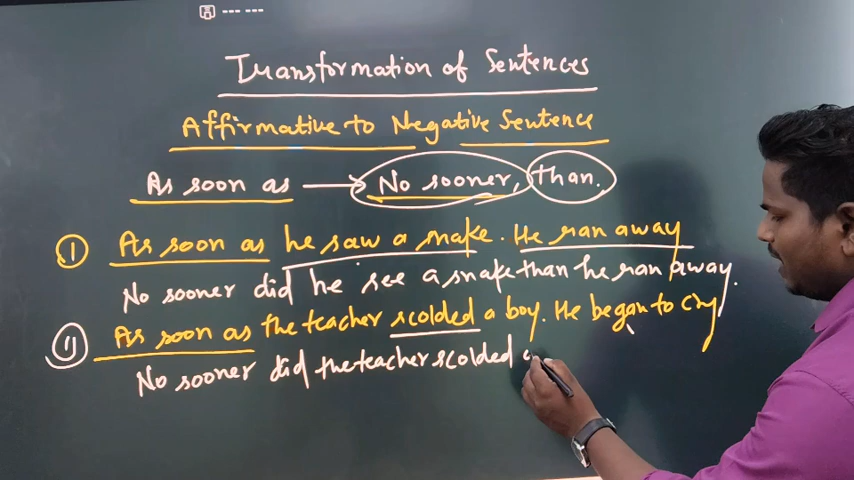 Transformation of Sentences
Affirmative to Negative Sentence
As soon as → No sooner, than.
① As soon as he saw a snake. He ran away
No sooner did he see a snake than he ran away.
② As soon as the teacher scolded a boy. He began to cry
No sooner did the teacher scolded a